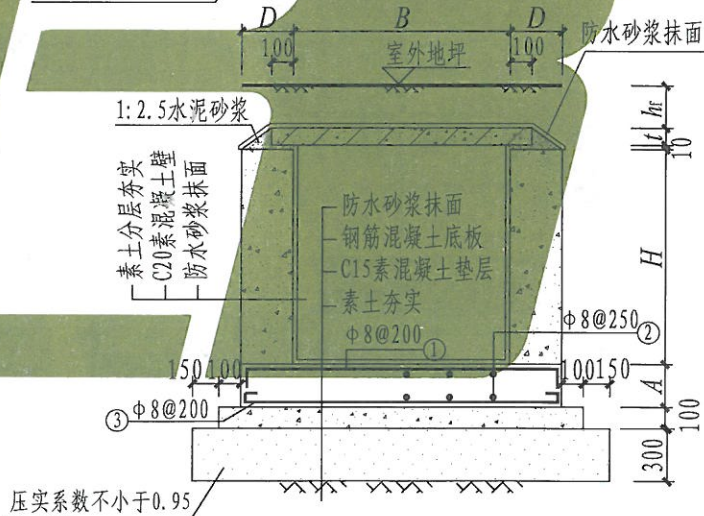 D B D
100 100
室外地坪
防水砂浆抹面
1:2.5水泥砂浆
hf
t
10
素土分层夯实
C20素混凝土壁
防水砂浆抹面
防水砂浆抹面
钢筋混凝土底板
C15素混凝土垫层
素土夯实
H
φ8@200 ①
φ8@250 ②
150 100
100 150
③ φ8@200
A
100
300
压实系数不小于0.95